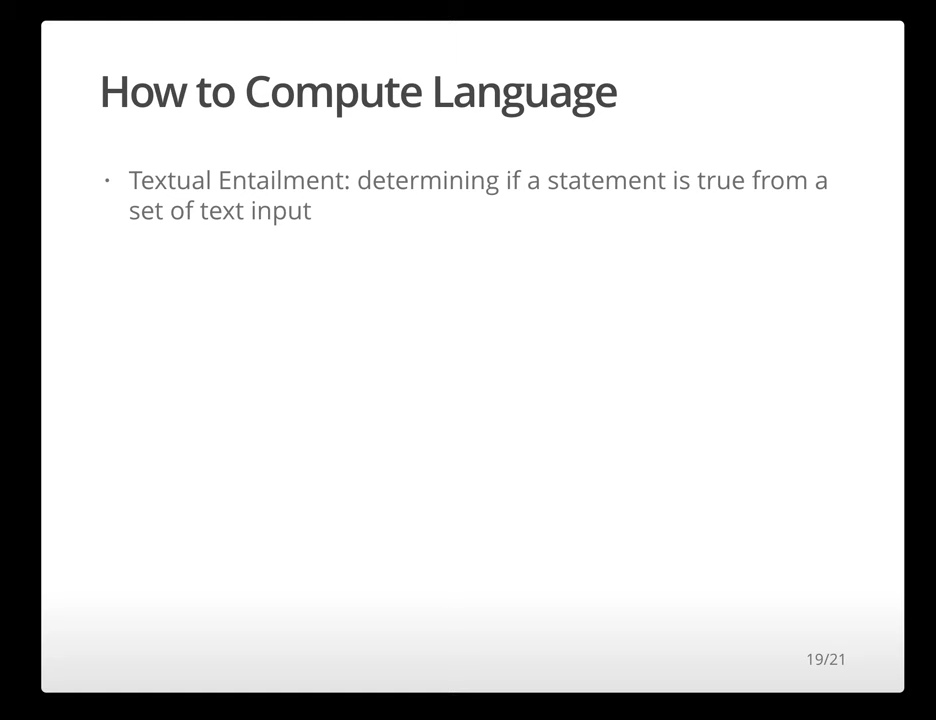 How to Compute Language
· Textual Entailment: determining if a statement is true from a
set of text input
19/21